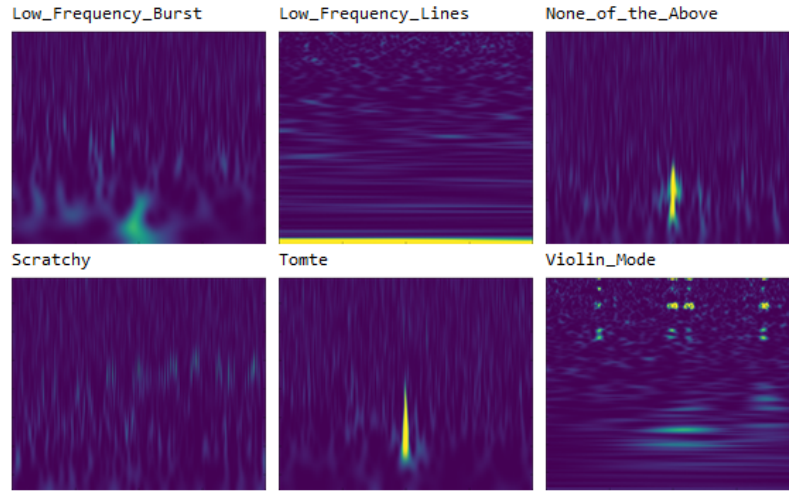 Low_Frequency_Burst Low_Frequency_Lines None_of_the_Above
Scratchy Tomte Violin_Mode